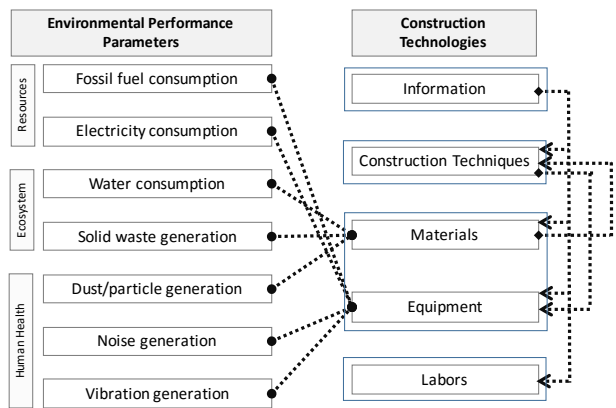 Environmental Performance
Parameters
Construction
Technologies
Resources
Fossil fuel consumption
Electricity consumption
Ecosystem
Water consumption
Solid waste generation
Human Health
Dust/particle generation
Noise generation
Vibration generation
Information
Construction Techniques
Materials
Equipment
Labors